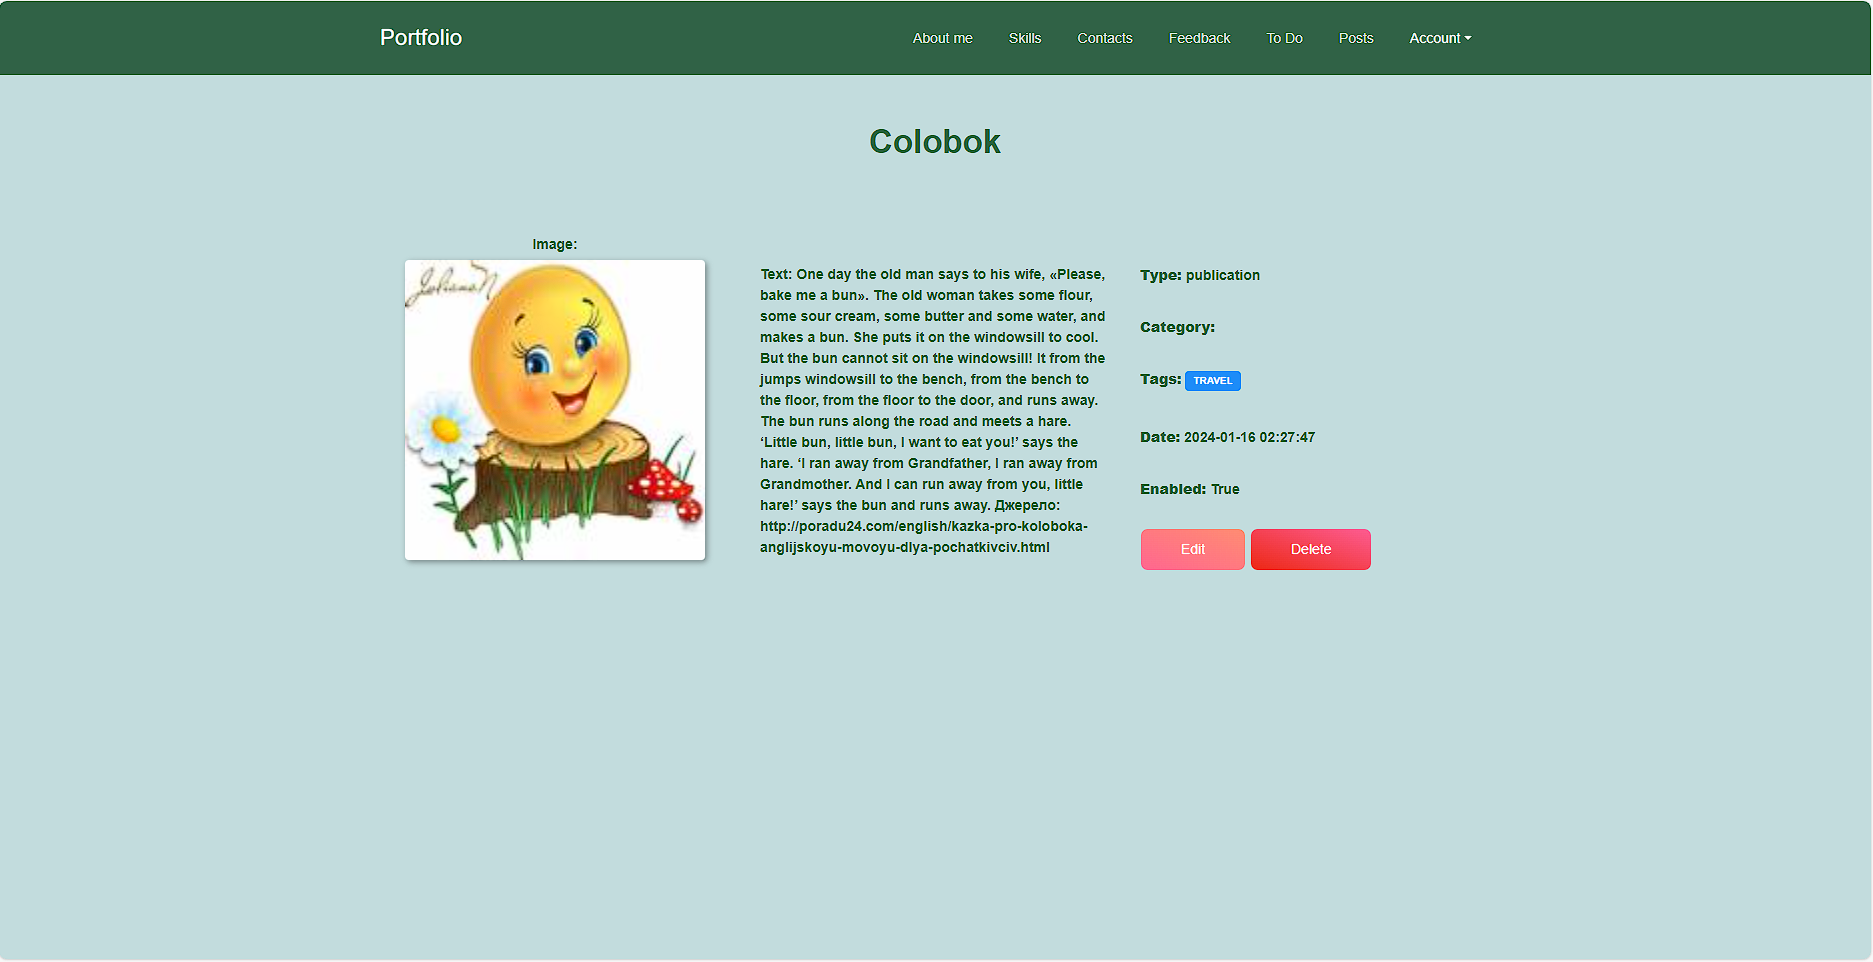 Portfolio
About me
Skills
Contacts
Feedback
To Do
Posts
Account
Colobok
Image:
JulianaN
Text: One day the old man says to his wife, «Please,
bake me a bun». The old woman takes some flour,
some sour cream, some butter and some water, and
makes a bun. She puts it on the windowsill to cool.
But the bun cannot sit on the windowsill! It from the
jumps windowsill to the bench, from the bench to
the floor, from the floor to the door, and runs away.
The bun runs along the road and meets a hare.
‘Little bun, little bun, I want to eat you!’ says the
hare. ‘I ran away from Grandfather, I ran away from
Grandmother. And I can run away from you, little
hare!’ says the bun and runs away. Джерело:
http://poradu24.com/english/kazka-pro-koloboka-
anglijskoyu-movoyu-dlya-pochatkivciv.html
Type: publication
Category:
Tags: TRAVEL
Date: 2024-01-16 02:27:47
Enabled: True
Edit
Delete